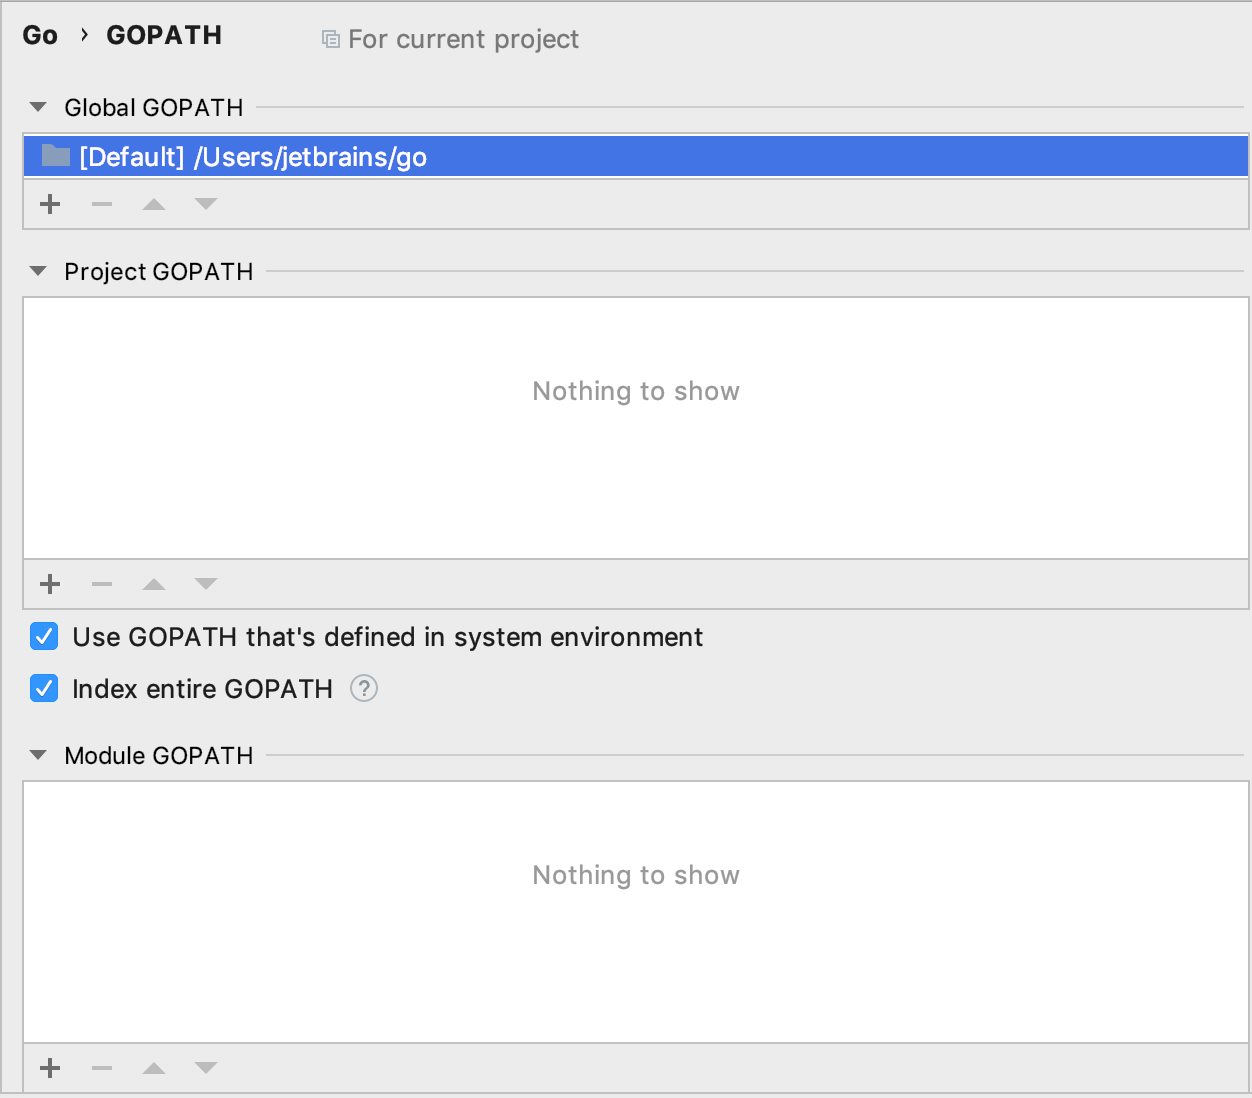 Go › GOPATH For current project
Global GOPATH
[Default] /Users/jetbrains/go
Project GOPATH
Nothing to show
Use GOPATH that's defined in system environment
Index entire GOPATH ?
Module GOPATH
Nothing to show